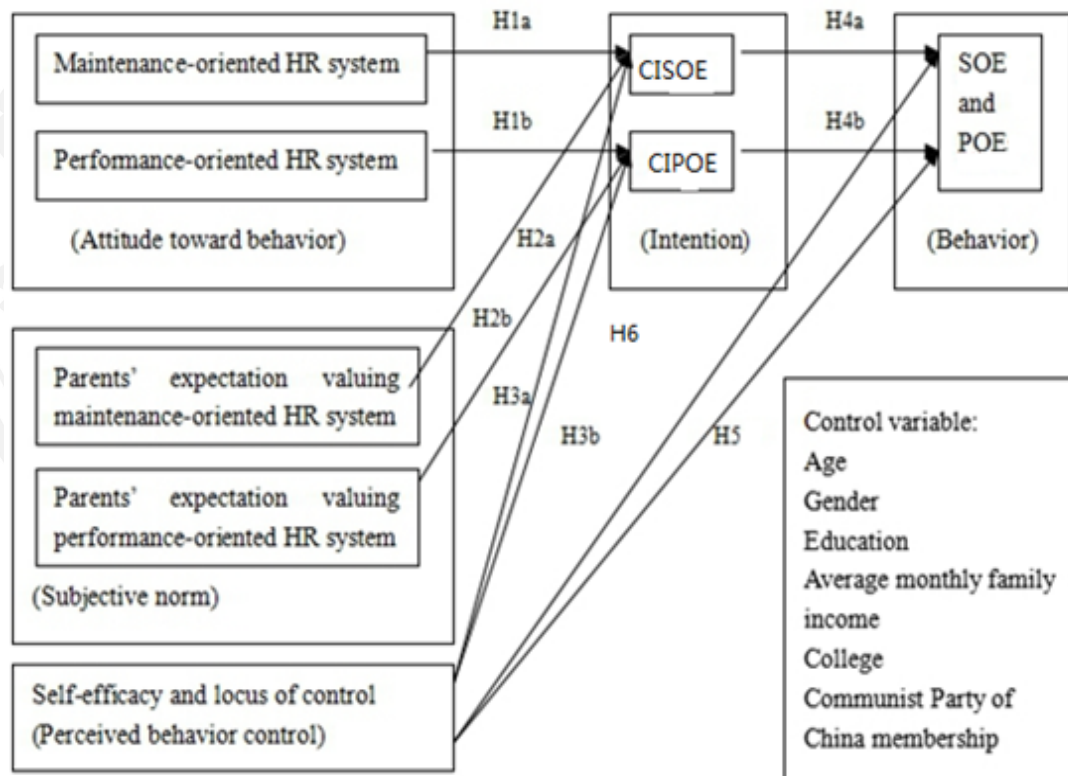 H1a
H4a
Maintenance-oriented HR system
CISOE
SOE
and
POE
H1b
H4b
Performance-oriented HR system
CIPOE
(Attitude toward behavior)
H2a
(Intention)
(Behavior)
H2b
H6
Parents’ expectation valuing
maintenance-oriented HR system
H3a
H3b
H5
Parents’ expectation valuing
performance-oriented HR system
(Subjective norm)
Self-efficacy and locus of control
(Perceived behavior control)
Control variable:
Age
Gender
Education
Average monthly family
income
College
Communist Party of
China membership